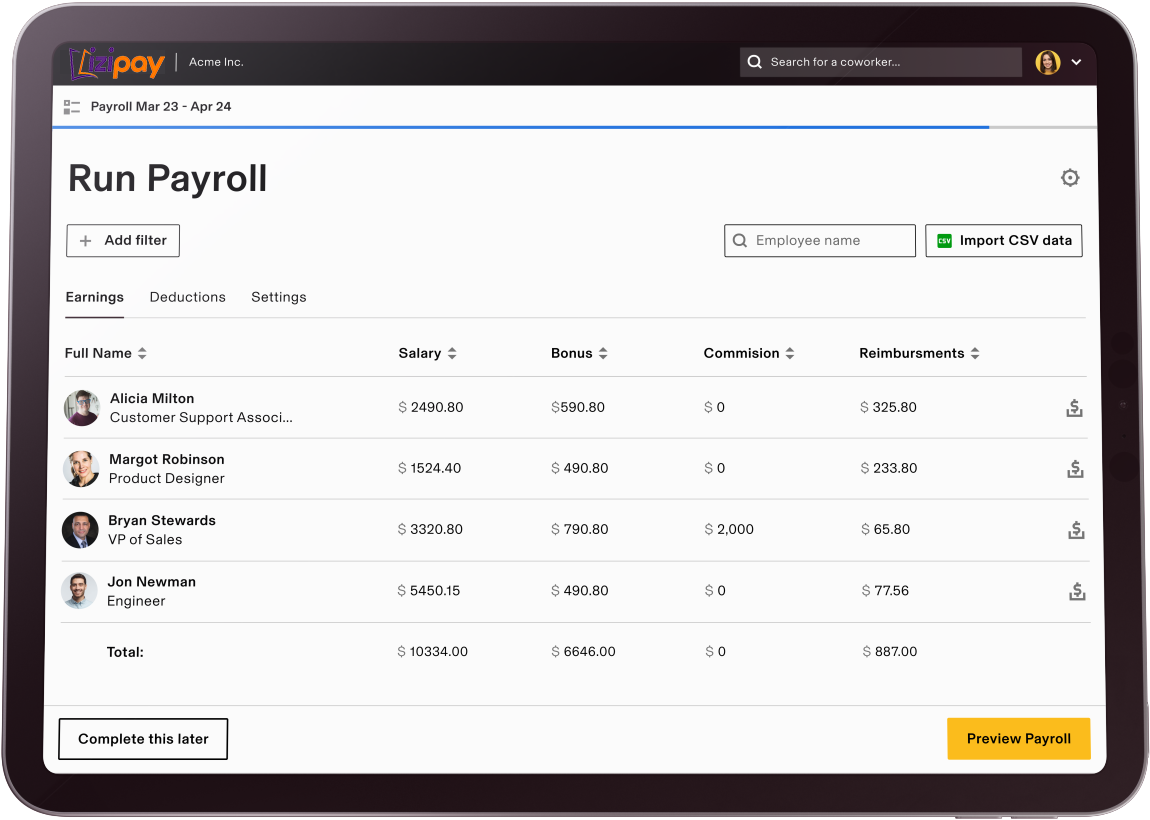 Lizipay
Acme Inc.
Search for a coworker...
Payroll Mar 23 - Apr 24
Run Payroll
Add filter
Employee name
CSV Import CSV data
Earnings Deductions Settings
Full Name Salary Bonus Commision Reimbursments
Alicia Milton
Customer Support Associ...
$ 2490.80 $590.80 $ 0 $ 325.80
Margot Robinson
Product Designer
$ 1524.40 $ 490.80 $ 0 $ 233.80
Bryan Stewards
VP of Sales
$ 3320.80 $ 790.80 $ 2,000 $ 65.80
Jon Newman
Engineer
$ 5450.15 $ 490.80 $ 0 $ 77.56
Total: $ 10334.00 $ 6646.00 $ 0 $ 887.00
Complete this later
Preview Payroll